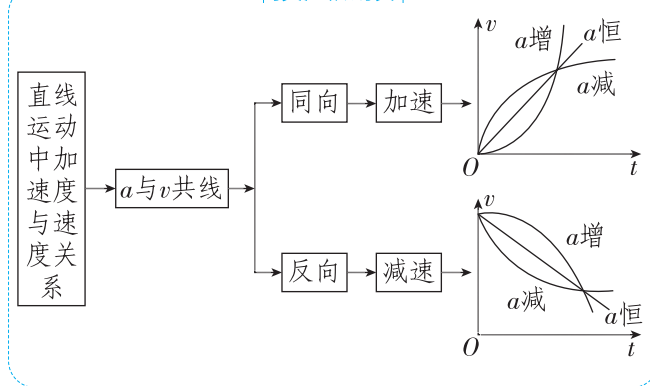 直线
运动
中加
速度
与速
度关
系
a与v共线
同向
加速
反向
减速
v
a增
a恒
a减
O
t
v
a增
a减
a恒
O
t